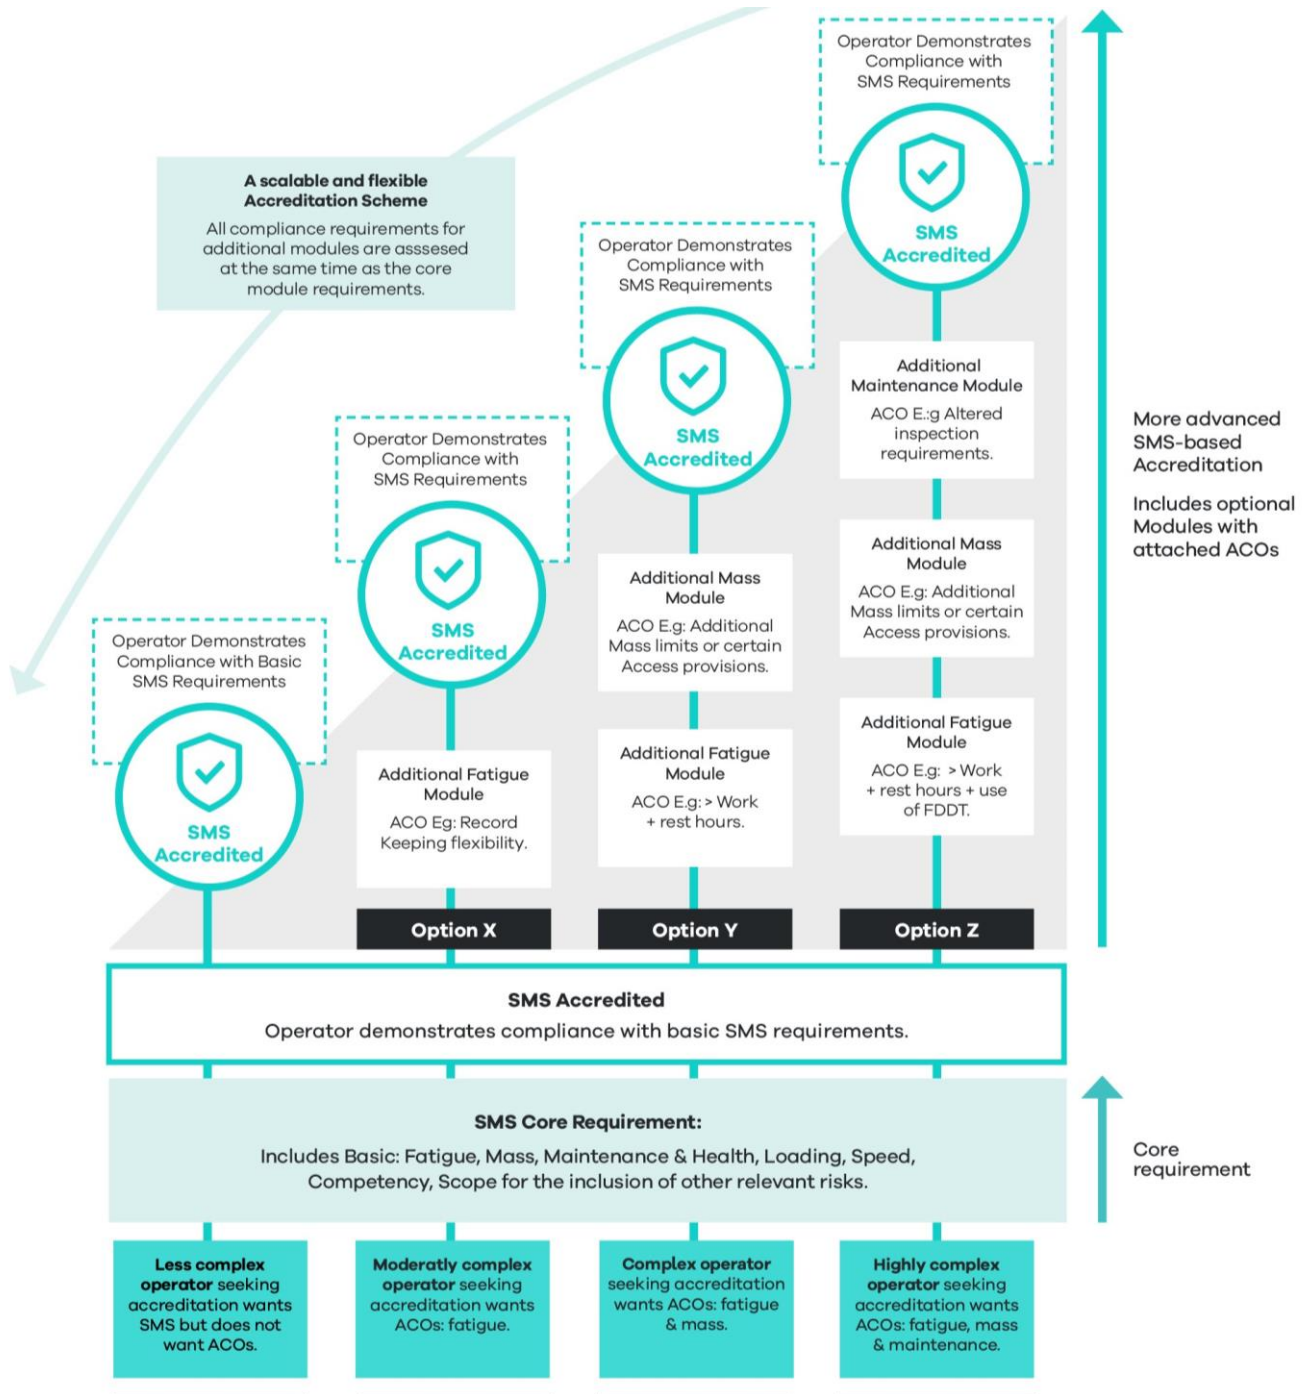 Operator Demonstrates
Compliance with
SMS Requirements
SMS
Accredited
A scalable and flexible
Accreditation Scheme
All compliance requirements for
additional modules are asssesed
at the same time as the core
module requirements.
Operator Demonstrates
Compliance with
SMS Requirements
SMS
Accredited
Operator Demonstrates
Compliance with
SMS Requirements
SMS
Accredited
Operator Demonstrates
Compliance with Basic
SMS Requirements
SMS
Accredited
Additional Fatigue
Module
ACO Eg: Record
Keeping flexibility.
Option X
Additional Mass
Module
ACO E.g: Additional
Mass limits or certain
Access provisions.
Additional Fatigue
Module
ACO E.g: > Work
+ rest hours.
Option Y
Additional
Maintenance Module
ACO E.:g Altered
inspection
requirements.
Additional Mass
Module
ACO E.g: Additional
Mass limits or certain
Access provisions.
Additional Fatigue
Module
ACO E.g: > Work
+ rest hours + use
of FDDT.
Option Z
More advanced
SMS-based
Accreditation
Includes optional
Modules with
attached ACOs
SMS Accredited
Operator demonstrates compliance with basic SMS requirements.
SMS Core Requirement:
Includes Basic: Fatigue, Mass, Maintenance & Health, Loading, Speed,
Competency, Scope for the inclusion of other relevant risks.
Core
requirement
Less complex
operator seeking
accreditation wants
SMS but does not
want ACOs.
Moderatly complex
operator seeking
accreditation wants
ACOs: fatigue.
Complex operator
seeking accreditation
wants ACOs: fatigue
& mass.
Highly complex
operator seeking
accreditation wants
ACOs: fatigue, mass
& maintenance.